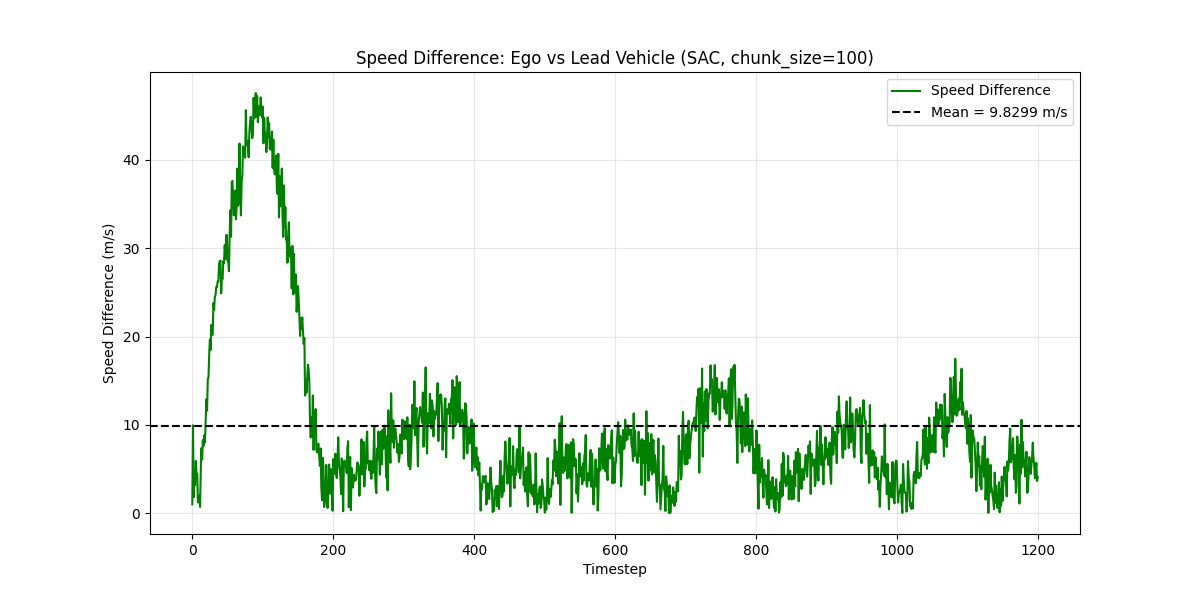 Speed Difference: Ego vs Lead Vehicle (SAC, chunk_size=100)
Speed Difference
Mean = 9.8299 m/s
Speed Difference (m/s)
40
30
20
10
0
0 200 400 600 800 1000 1200
Timestep